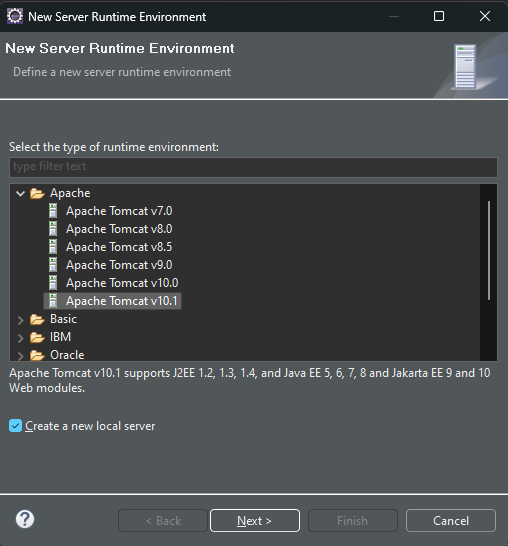 New Server Runtime Environment
New Server Runtime Environment
Define a new server runtime environment
Select the type of runtime environment:
type filter text
Apache
Apache Tomcat v7.0
Apache Tomcat v8.0
Apache Tomcat v8.5
Apache Tomcat v9.0
Apache Tomcat v10.0
Apache Tomcat v10.1
Basic
IBM
Oracle
Apache Tomcat v10.1 supports J2EE 1.2, 1.3, 1.4, and Java EE 5, 6, 7, 8 and Jakarta EE 9 and 10
Web modules.
Create a new local server
? < Back Next > Finish Cancel